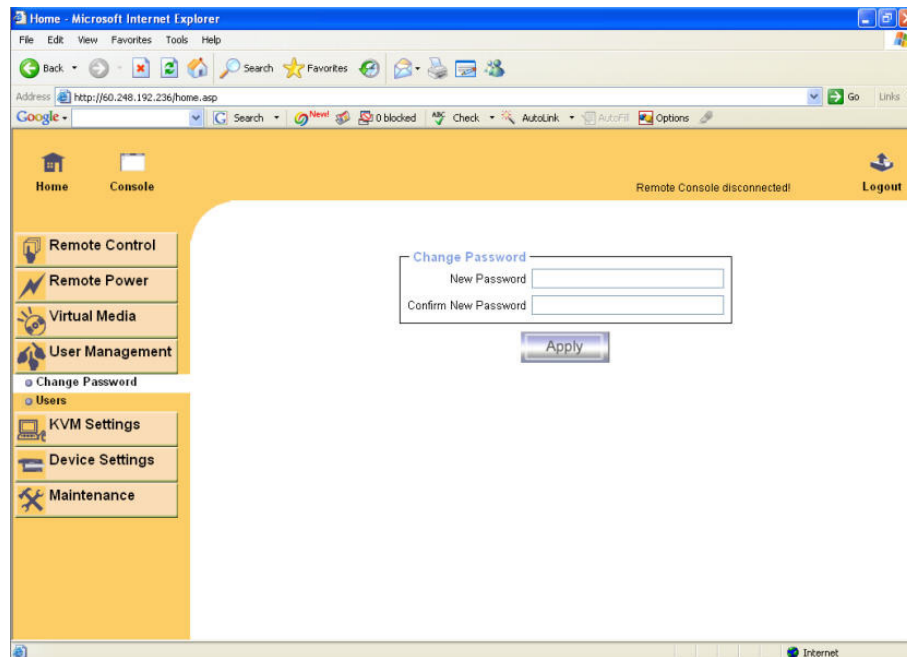 Home - Microsoft Internet Explorer
File Edit View Favorites Tools Help
Back Search Favorites
Address http://60.248.192.236/home.asp Go Links
Google Search New! 0 blocked ABC Check AutoLink AutoFill Options
Home Console Remote Console disconnected! Logout
Remote Control
Remote Power
Virtual Media
User Management
Change Password
Users
KVM Settings
Device Settings
Maintenance
Change Password
New Password
Confirm New Password
Apply
Internet